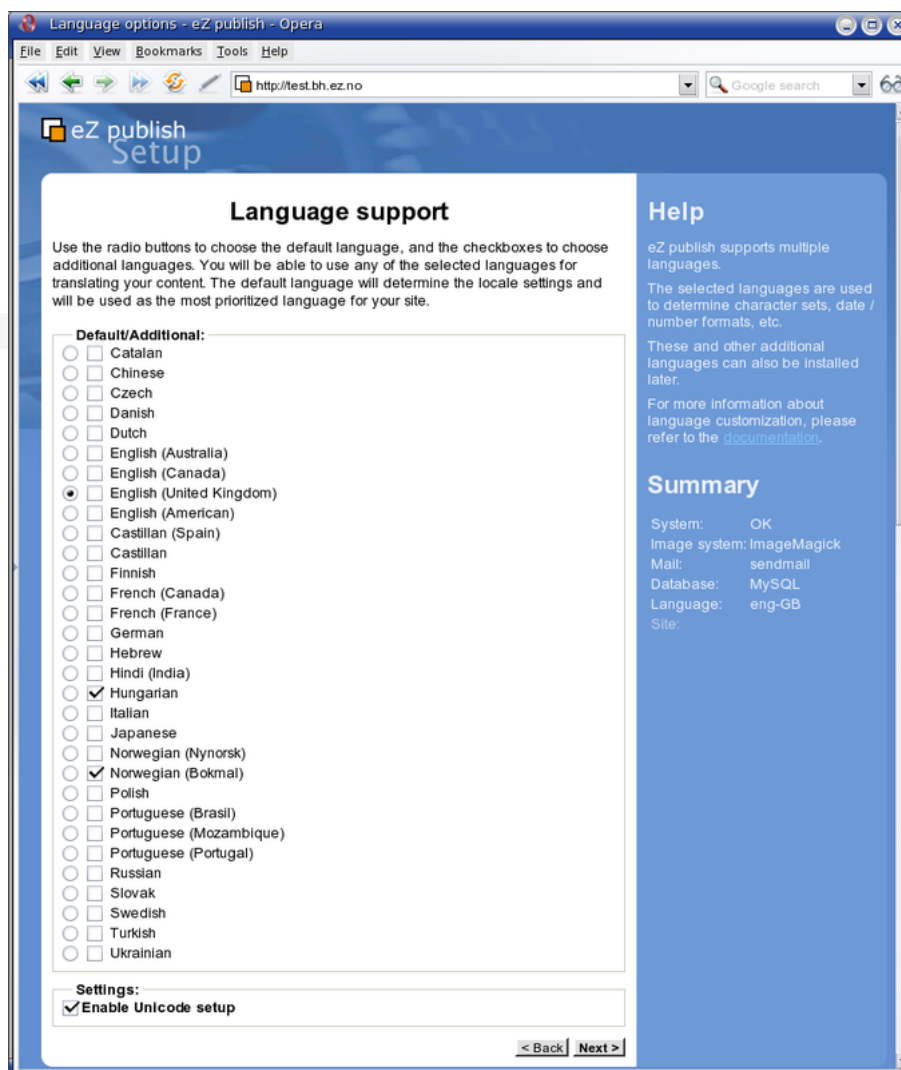 Language options - eZ publish - Opera
File Edit View Bookmarks Tools Help
http://test.bh.ez.no
Google search
eZ publish
Setup
Language support
Use the radio buttons to choose the default language, and the checkboxes to choose
additional languages. You will be able to use any of the selected languages for
translating your content. The default language will determine the locale settings and
will be used as the most prioritized language for your site.
Default/Additional:
Catalan
Chinese
Czech
Danish
Dutch
English (Australia)
English (Canada)
English (United Kingdom)
English (American)
Castillan (Spain)
Castillan
Finnish
French (Canada)
French (France)
German
Hebrew
Hindi (India)
Hungarian
Italian
Japanese
Norwegian (Nynorsk)
Norwegian (Bokmal)
Polish
Portuguese (Brasil)
Portuguese (Mozambique)
Portuguese (Portugal)
Russian
Slovak
Swedish
Turkish
Ukrainian
Settings:
Enable Unicode setup
< Back Next >
Help
eZ publish supports multiple
languages.
The selected languages are used
to determine character sets, date /
number formats, etc.
These and other additional
languages can also be installed
later.
For more information about
language customization, please
refer to the documentation.
Summary
System: OK
Image system: ImageMagick
Mail: sendmail
Database: MySQL
Language: eng-GB
Site: